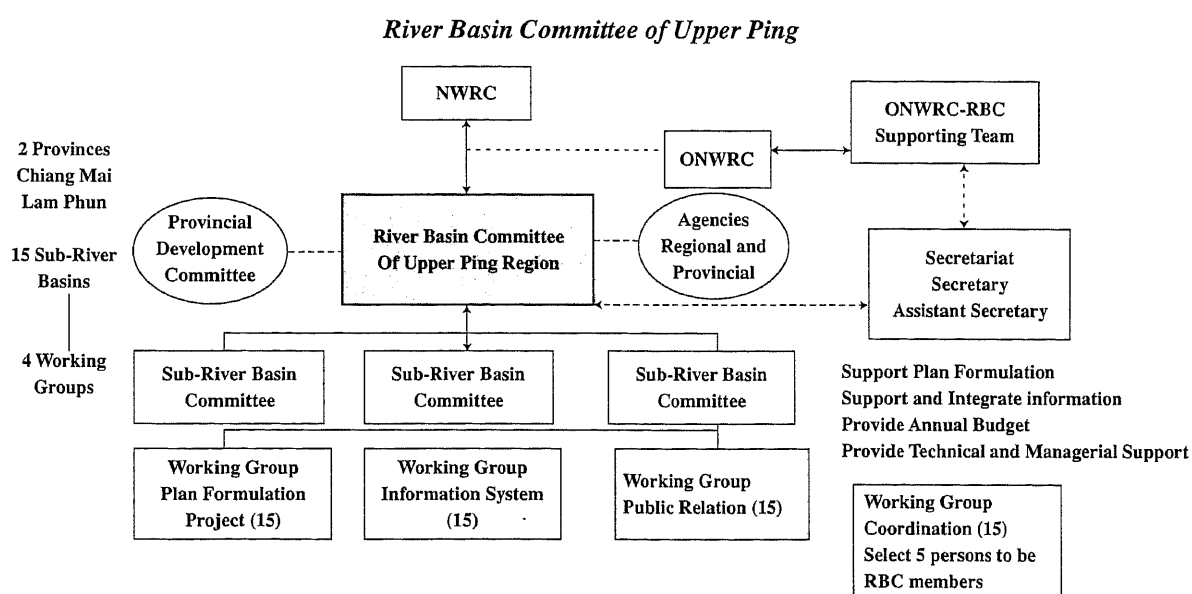 River Basin Committee of Upper Ping
NWRC
ONWRC-RBC
Supporting Team
ONWRC
2 Provinces
Chiang Mai
Lam Phun
15 Sub-River
Basins
4 Working
Groups
Provincial
Development
Committee
River Basin Committee
Of Upper Ping Region
Agencies
Regional and
Provincial
Secretariat
Secretary
Assistant Secretary
Sub-River Basin
Committee
Sub-River Basin
Committee
Sub-River Basin
Committee
Support Plan Formulation
Support and Integrate information
Provide Annual Budget
Provide Technical and Managerial Support
Working Group
Plan Formulation
Project (15)
Working Group
Information System
(15)
Working Group
Public Relation (15)
Working Group
Coordination (15)
Select 5 persons to be
RBC members